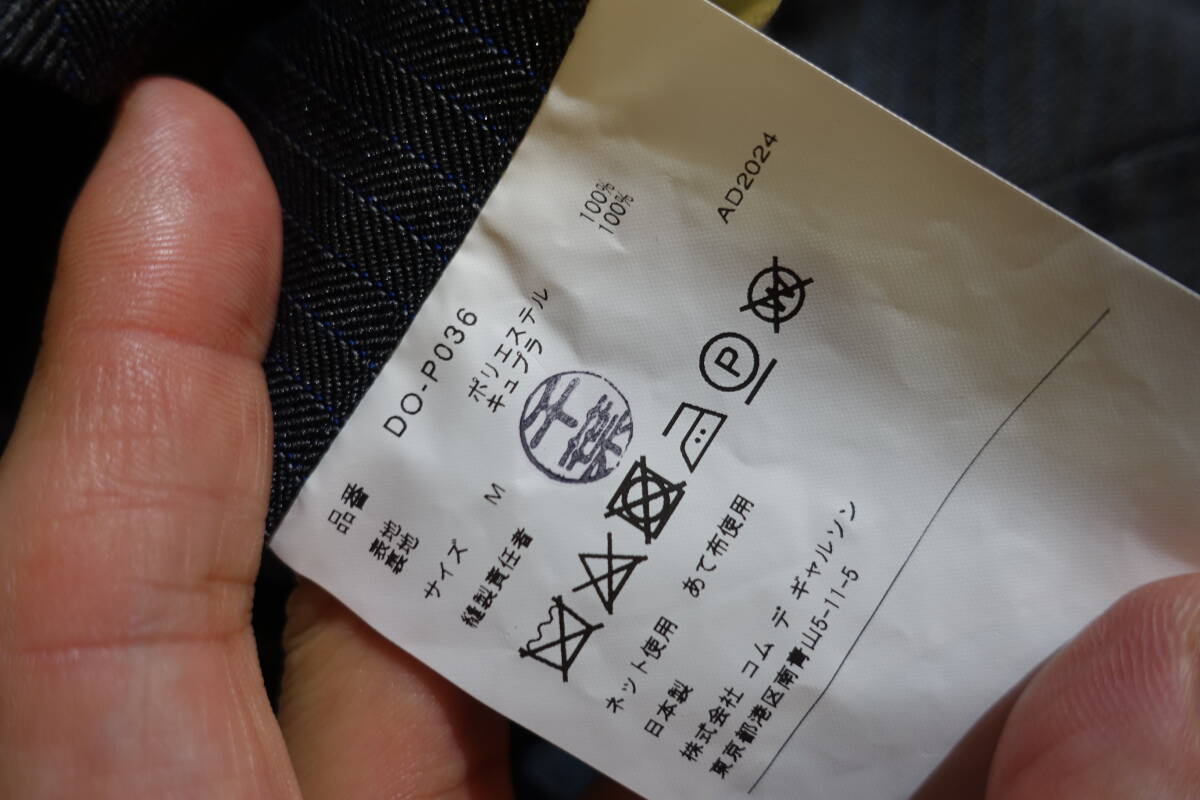 品番 DO-P036
表地 ポリエステル 100%
裏地 キュプラ 100%
サイズ M
縫製責任者 千葉
P W AD2024
ネット使用 あて布使用
日本製
株式会社 コム デ ギャルソン
東京都港区南青山5-11-5